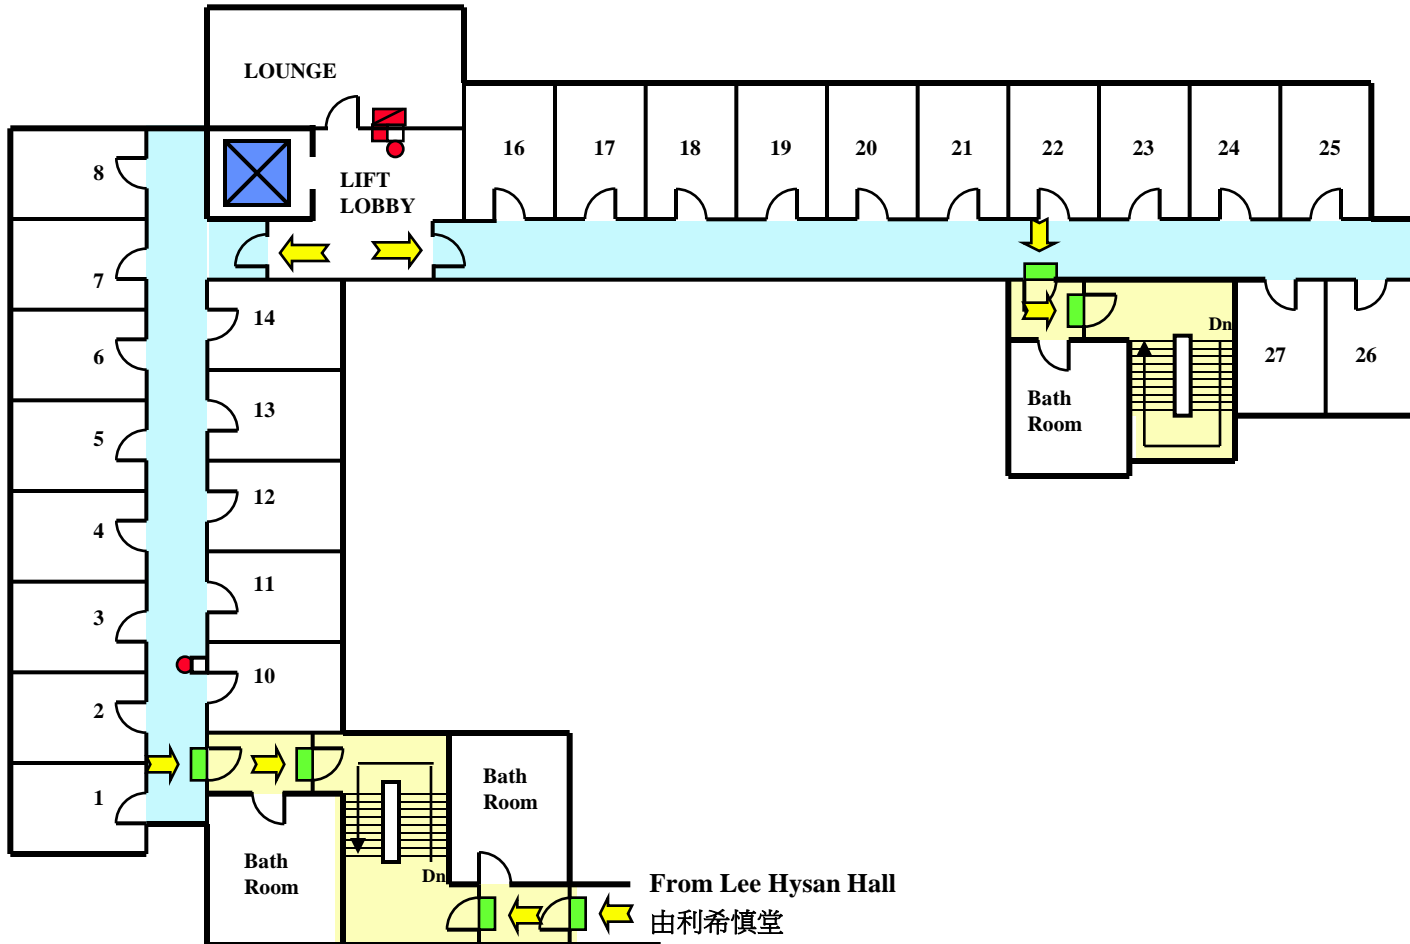 LOUNGE
LIFT
LOBBY
16
17
18
19
20
21
22
23
24
25
8
7
6
5
4
3
2
1
14
13
12
11
10
Dn
27
26
Bath
Room
Bath
Room
Bath
Room
Dn
From Lee Hysan Hall
由利希慎堂